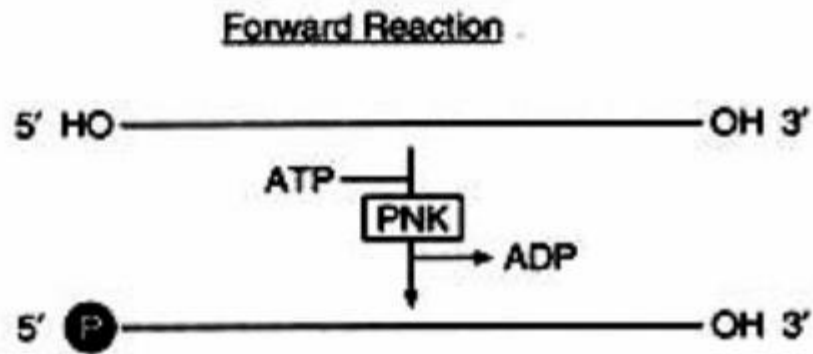 Forward Reaction
5′ HO OH 3′
ATP
PNK
ADP
5′ P OH 3′